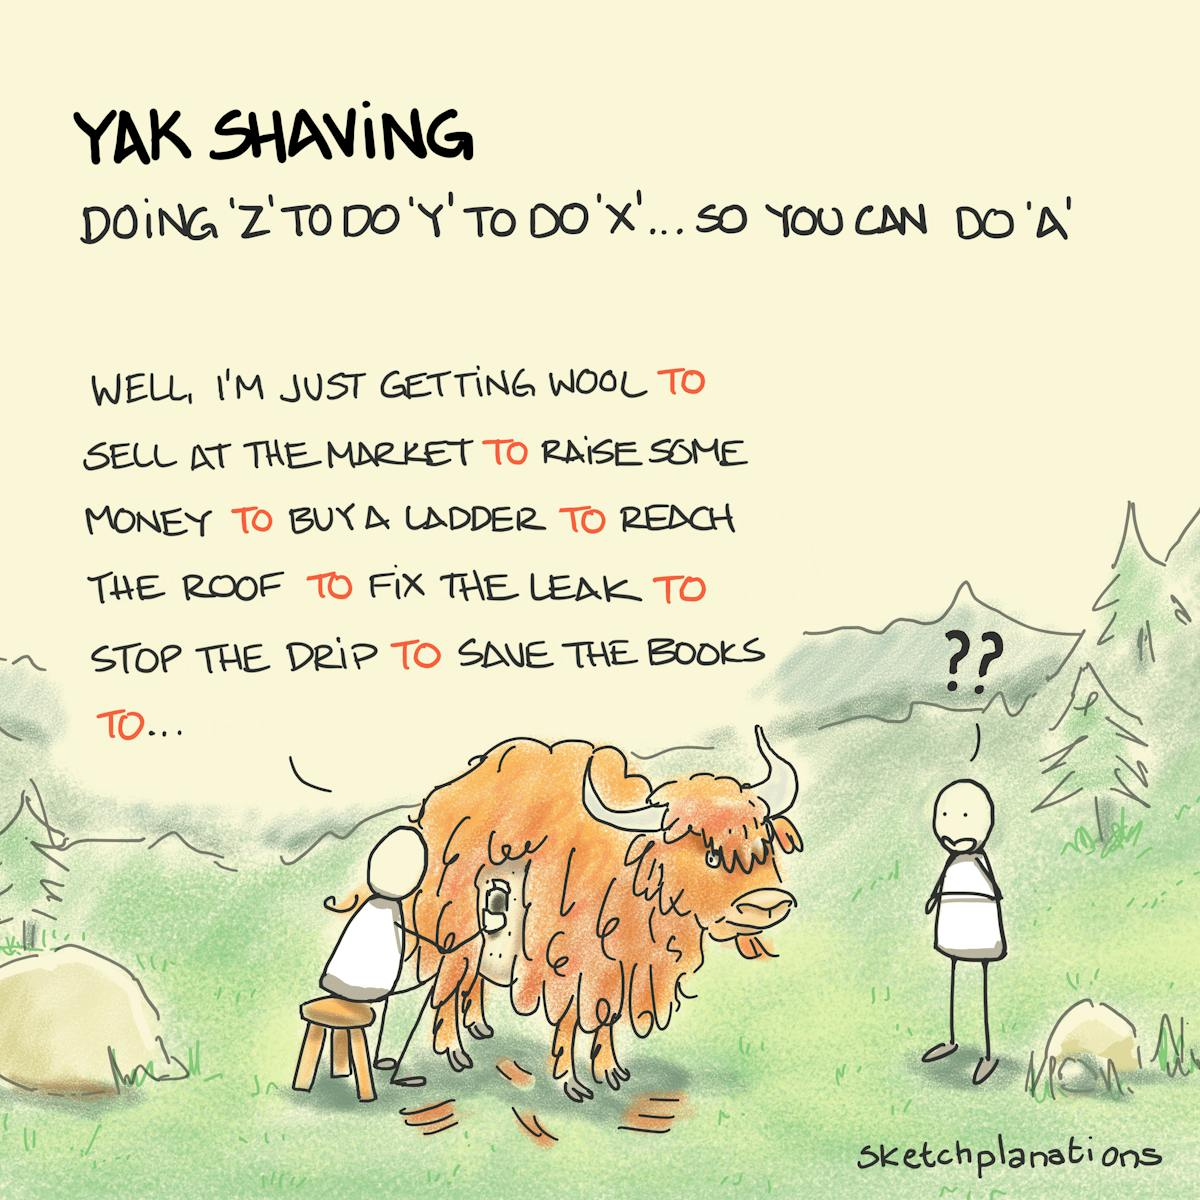 YAK SHAVING
DOING 'Z' TO DO 'Y' TO DO 'X'... SO YOU CAN DO 'A'
WELL, I'M JUST GETTING WOOL TO
SELL AT THE MARKET TO RAISE SOME
MONEY TO BUY A LADDER TO REACH
THE ROOF TO FIX THE LEAK TO
STOP THE DRIP TO SAVE THE BOOKS
TO...
??
sketchplanations